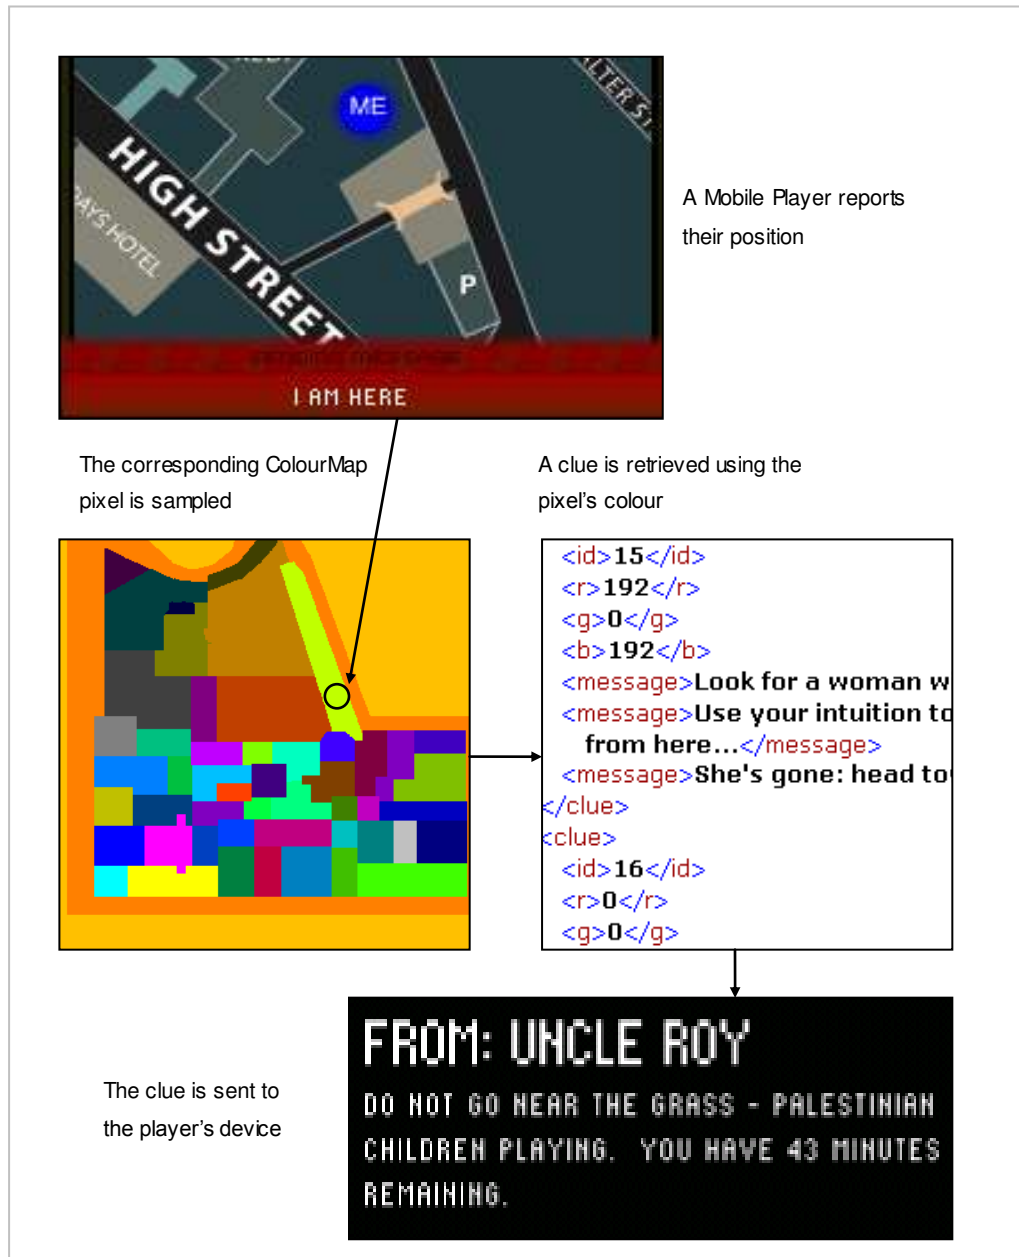 ME
HIGH STREET
DAYS HOTEL
P
A Mobile Player reports
their position
I AM HERE
The corresponding ColourMap
pixel is sampled
A clue is retrieved using the
pixel's colour
<id>15</id>
<r>192</r>
<g>0</g>
<b>192</b>
<message>Look for a woman w
<message>Use your intuition to
from here...</message>
<message>She's gone: head to
</clue>
<clue>
<id>16</id>
<r>0</r>
<g>0</g>
FROM: UNCLE ROY
DO NOT GO NEAR THE GRASS - PALESTINIAN
CHILDREN PLAYING. YOU HAVE 43 MINUTES
REMAINING.
The clue is sent to
the player's device